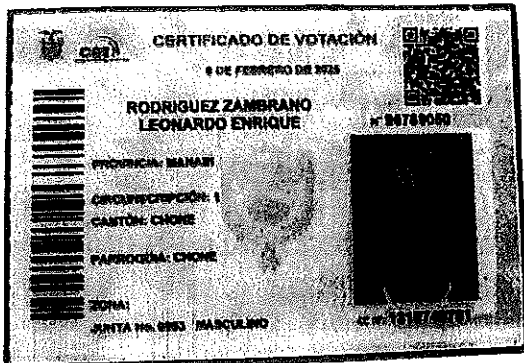 CERTIFICADO DE VOTACIÓN
9 DE FEBRERO DE 2025
RODRIGUEZ ZAMBRANO
LEONARDO ENRIQUE
PROVINCIA: MANABI
CIRCUNSCRIPCIÓN: 1
CANTÓN: CHONE
PARROQUIA: CHONE
ZONA:
JUNTA No. 0053 MASCULINO